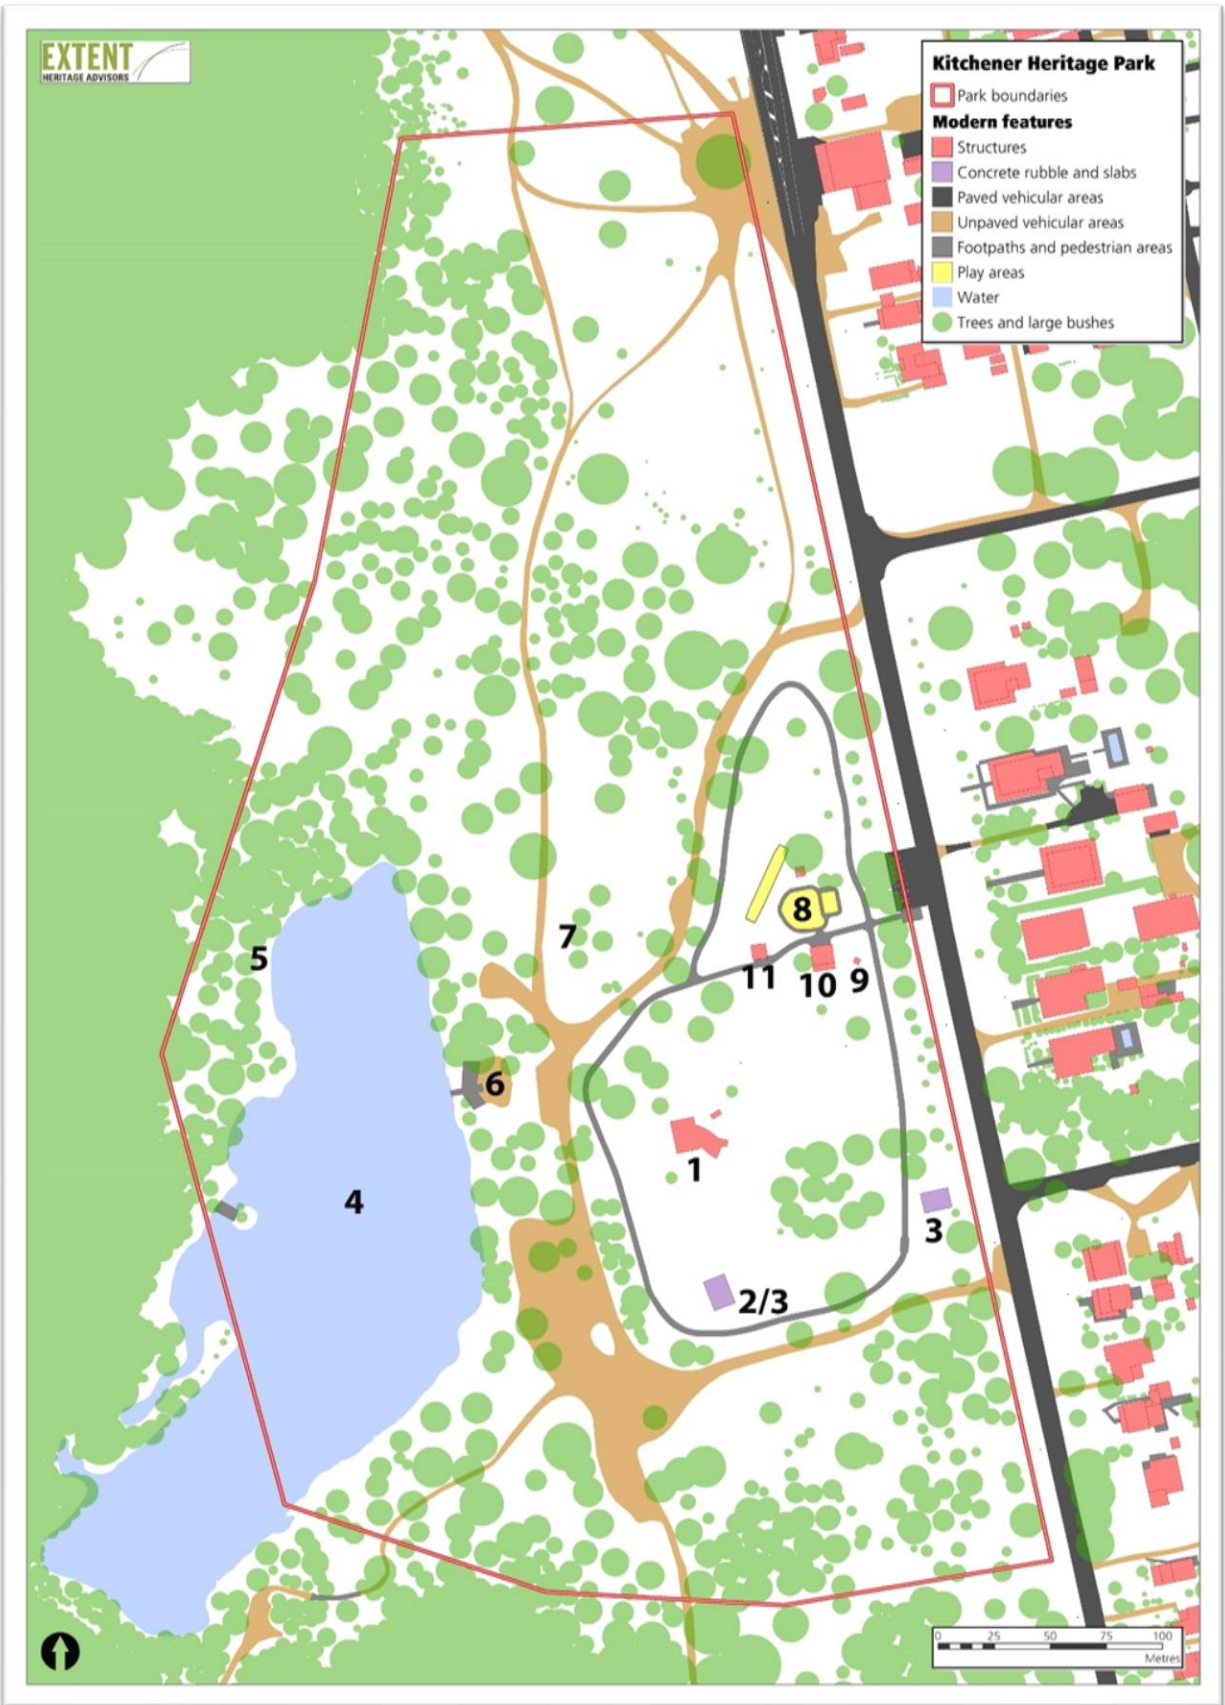 EXTENT
HERITAGE ADVISORS
Kitchener Heritage Park
Park boundaries
Modern features
Structures
Concrete rubble and slabs
Paved vehicular areas
Unpaved vehicular areas
Footpaths and pedestrian areas
Play areas
Water
Trees and large bushes
8
7
5
11
10
9
6
1
4
3
2/3
0 25 50 75 100
Metres